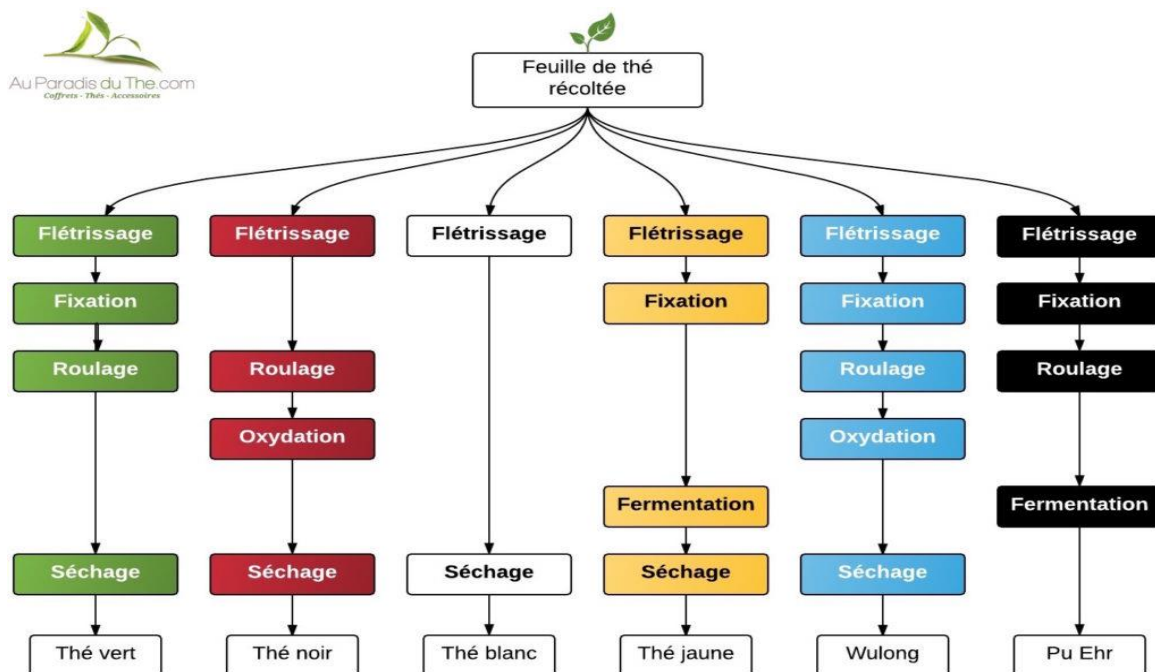 Au Paradis du The.com
Coffrets - Thés - Accessoires
Feuille de thé
récoltée
Flétrissage
Flétrissage
Flétrissage
Flétrissage
Flétrissage
Flétrissage
Fixation
Fixation
Fixation
Fixation
Roulage
Roulage
Roulage
Roulage
Oxydation
Oxydation
Fermentation
Fermentation
Séchage
Séchage
Séchage
Séchage
Séchage
Thé vert
Thé noir
Thé blanc
Thé jaune
Wulong
Pu Ehr